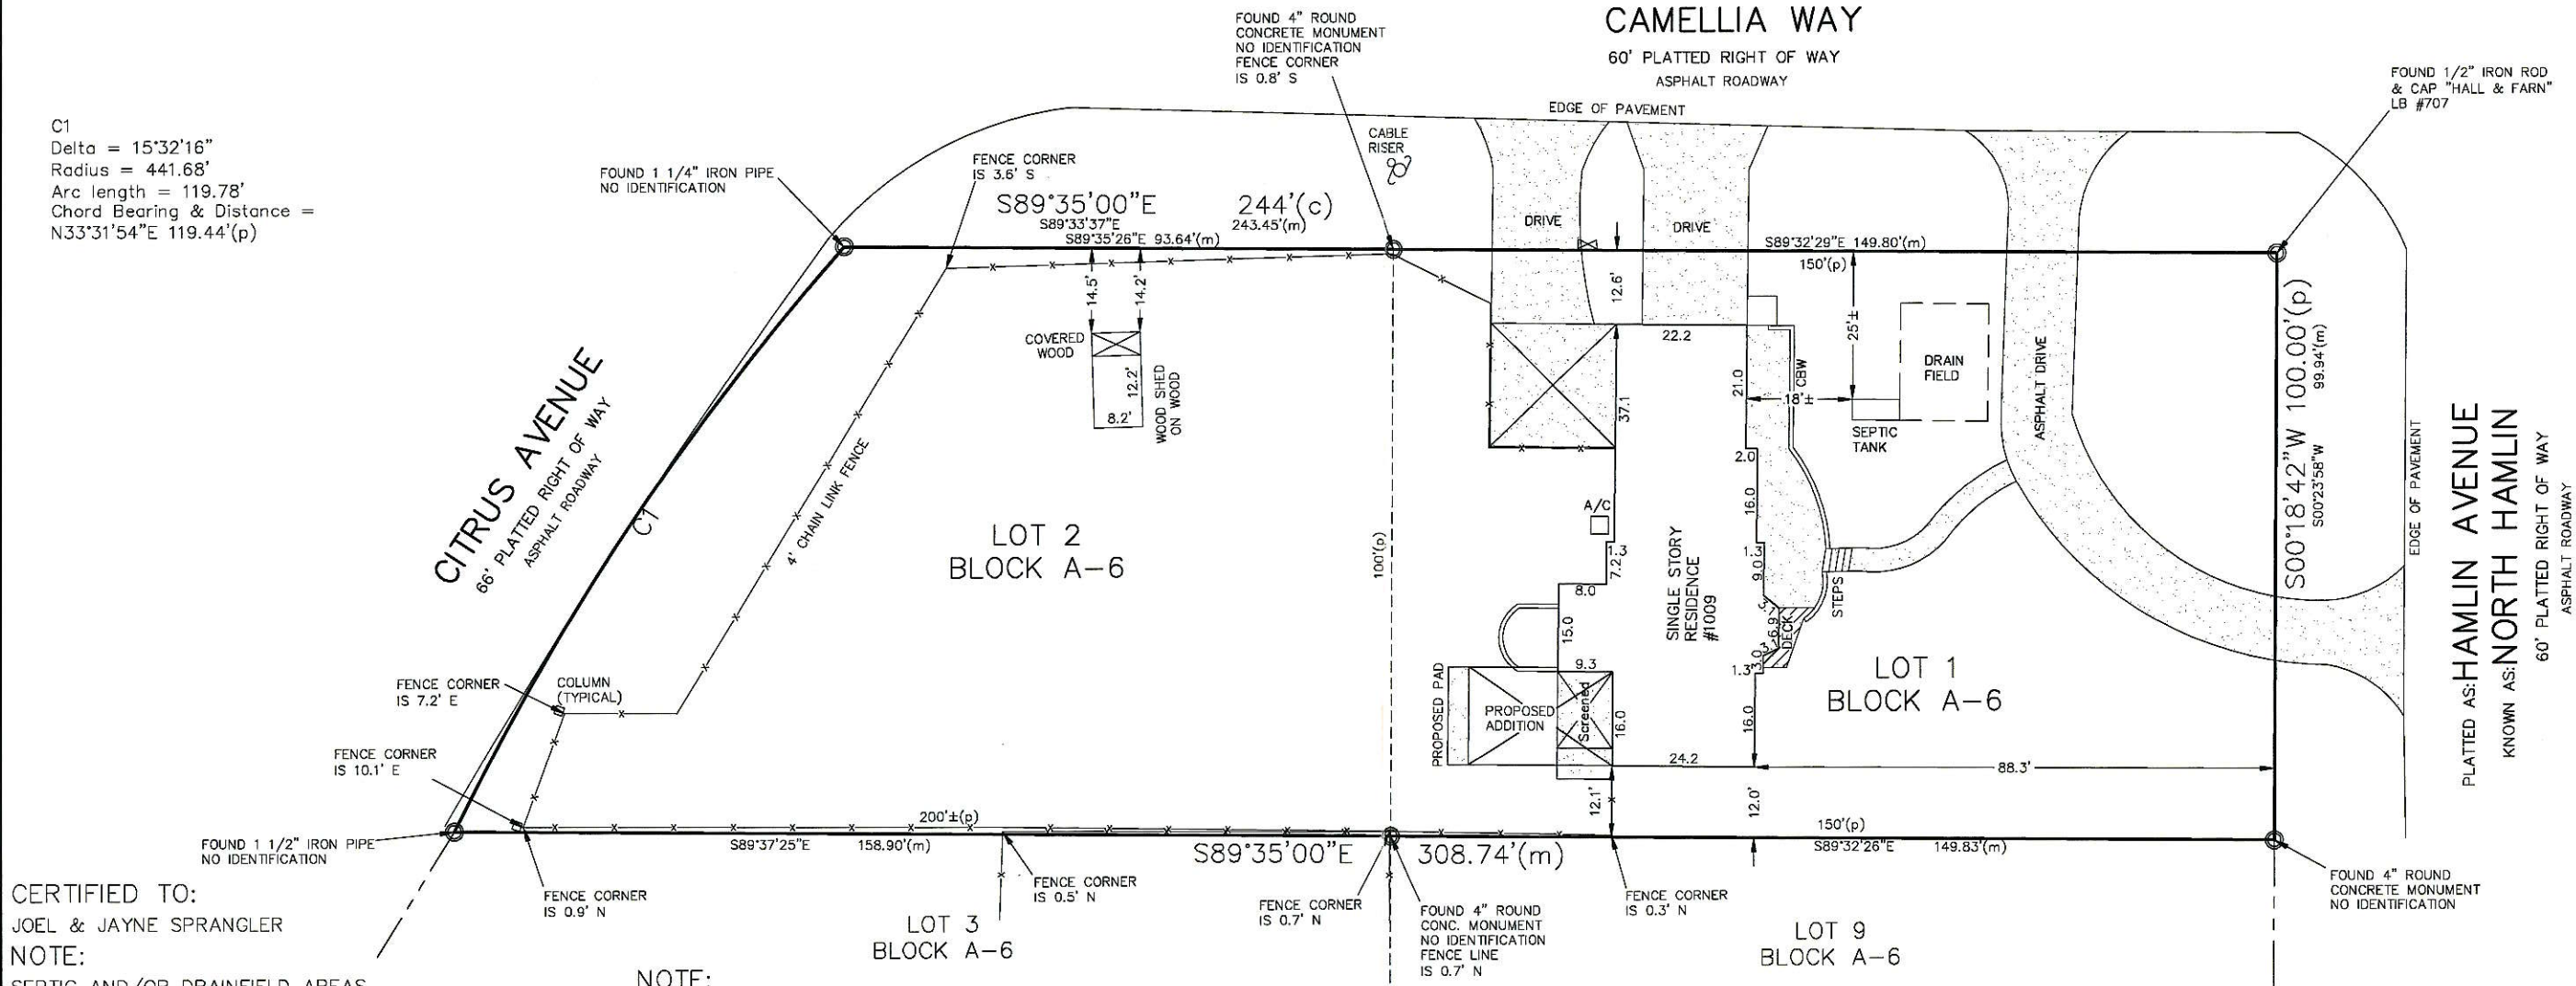 CAMELLIA WAY
60' PLATTED RIGHT OF WAY
ASPHALT ROADWAY
EDGE OF PAVEMENT
FOUND 4" ROUND
CONCRETE MONUMENT
NO IDENTIFICATION
FENCE CORNER
IS 0.8' S
FOUND 1/2" IRON ROD
& CAP "HALL & FARN"
LB #707
C1
Delta = 15°32'16"
Radius = 441.68'
Arc length = 119.78'
Chord Bearing & Distance =
N33°31'54"E 119.44'(p)
FOUND 1 1/4" IRON PIPE
NO IDENTIFICATION
FENCE CORNER
IS 3.6' S
CABLE
RISER
S89°35'00"E 244'(c)
S89°33'37"E 243.45'(m)
S89°35'26"E 93.64'(m)
DRIVE
DRIVE
S89°32'29"E 149.80'(m)
150'(p)
14.5'
14.2'
12.6'
25'±
COVERED
WOOD
12.2'
8.2'
WOOD SHED
ON WOOD
22.2
37.1
21.0
CBW
18'±
DRAIN
FIELD
SEPTIC
TANK
ASPHALT DRIVE
S00°18'42"W 100.00'(p)
S00°23'58"W 99.94'(m)
EDGE OF PAVEMENT
PLATTED AS: HAMLIN AVENUE
KNOWN AS: NORTH HAMLIN
60' PLATTED RIGHT OF WAY
ASPHALT ROADWAY
CITRUS AVENUE
66' PLATTED RIGHT OF WAY
ASPHALT ROADWAY
C1
4' CHAIN LINK FENCE
LOT 2
BLOCK A-6
100'(p)
A/C
2.0
16.0
1.3
7.2
8.0
1.3
9.0
15.0
9.3
SINGLE STORY
RESIDENCE
#1009
6.9
DECK
3.0
1.3
STEPS
LOT 1
BLOCK A-6
FENCE CORNER
IS 7.2' E
COLUMN
(TYPICAL)
PROPOSED PAD
PROPOSED
ADDITION
Screened
16.0
16.0
24.2
88.3'
FENCE CORNER
IS 10.1' E
12.1'
12.0'
200'±(p)
150'(p)
FOUND 1 1/2" IRON PIPE
NO IDENTIFICATION
S89°37'25"E 158.90'(m)
S89°35'00"E 308.74'(m)
S89°32'26"E 149.83'(m)
FENCE CORNER
IS 0.9' N
FENCE CORNER
IS 0.5' N
FENCE CORNER
IS 0.7' N
FOUND 4" ROUND
CONC. MONUMENT
NO IDENTIFICATION
FENCE LINE
IS 0.7' N
FENCE CORNER
IS 0.3' N
FOUND 4" ROUND
CONCRETE MONUMENT
NO IDENTIFICATION
LOT 3
BLOCK A-6
LOT 9
BLOCK A-6
CERTIFIED TO:
JOEL & JAYNE SPRANGLER
NOTE:
SEPTIC AND/OR DRAINFIELD AREAS
NOTE: